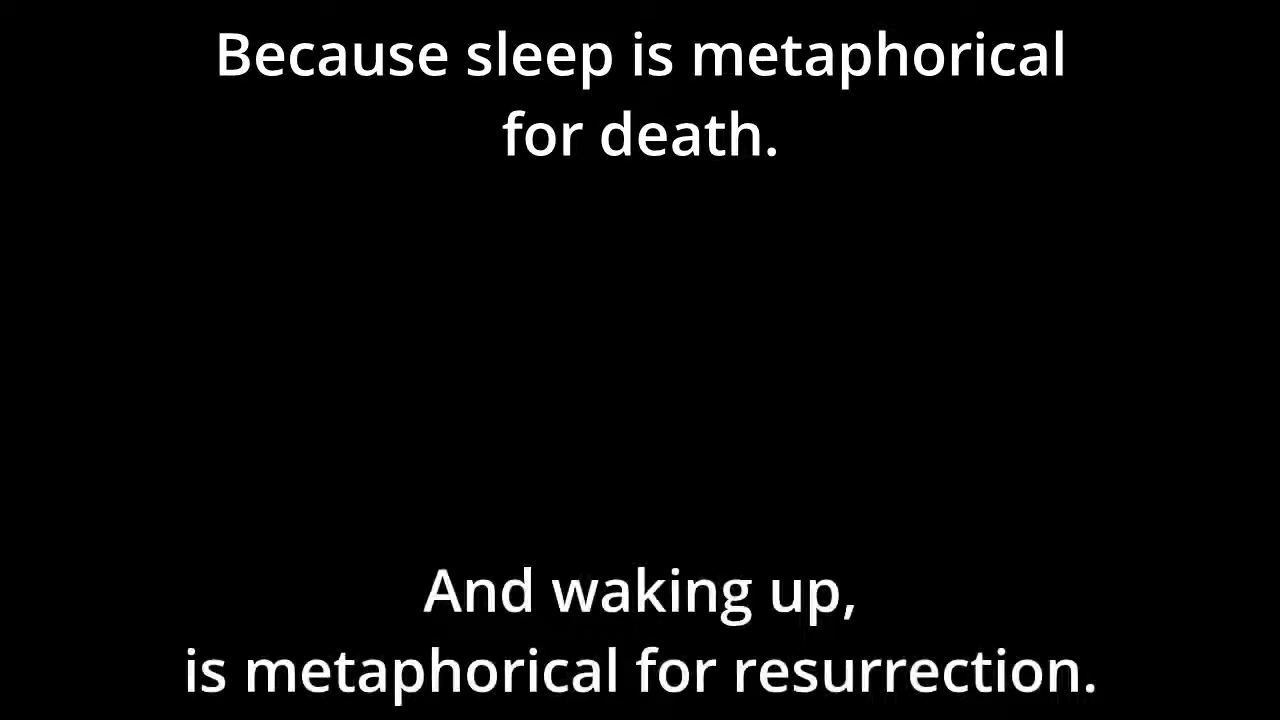 Because sleep is metaphorical
for death.
And waking up,
is metaphorical for resurrection.